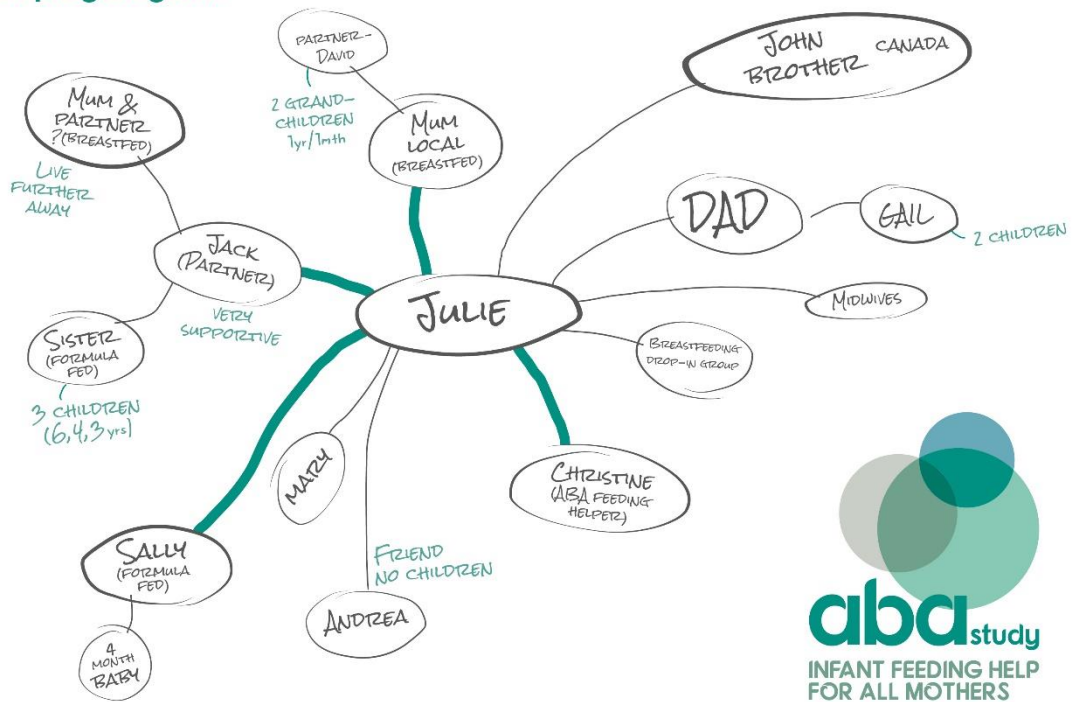 PARTNER-
DAVID
2 GRAND-
CHILDREN
1yr/1mth
JOHN
BROTHER
CANADA
MUM &
PARTNER
?(BREASTFED)
LIVE
FURTHER
AWAY
MUM
LOCAL
(BREASTFED)
DAD
GAIL
2 CHILDREN
JACK
(PARTNER)
VERY
SUPPORTIVE
JULIE
MIDWIVES
SISTER
(FORMULA
FED)
3 CHILDREN
(6,4,3 yrs)
BREASTFEEDING
DROP-IN GROUP
MARY
CHRISTINE
(ABA FEEDING
HELPER)
SALLY
(FORMULA
FED)
4
MONTH
BABY
FRIEND
NO CHILDREN
ANDREA
aba study
INFANT FEEDING HELP
FOR ALL MOTHERS